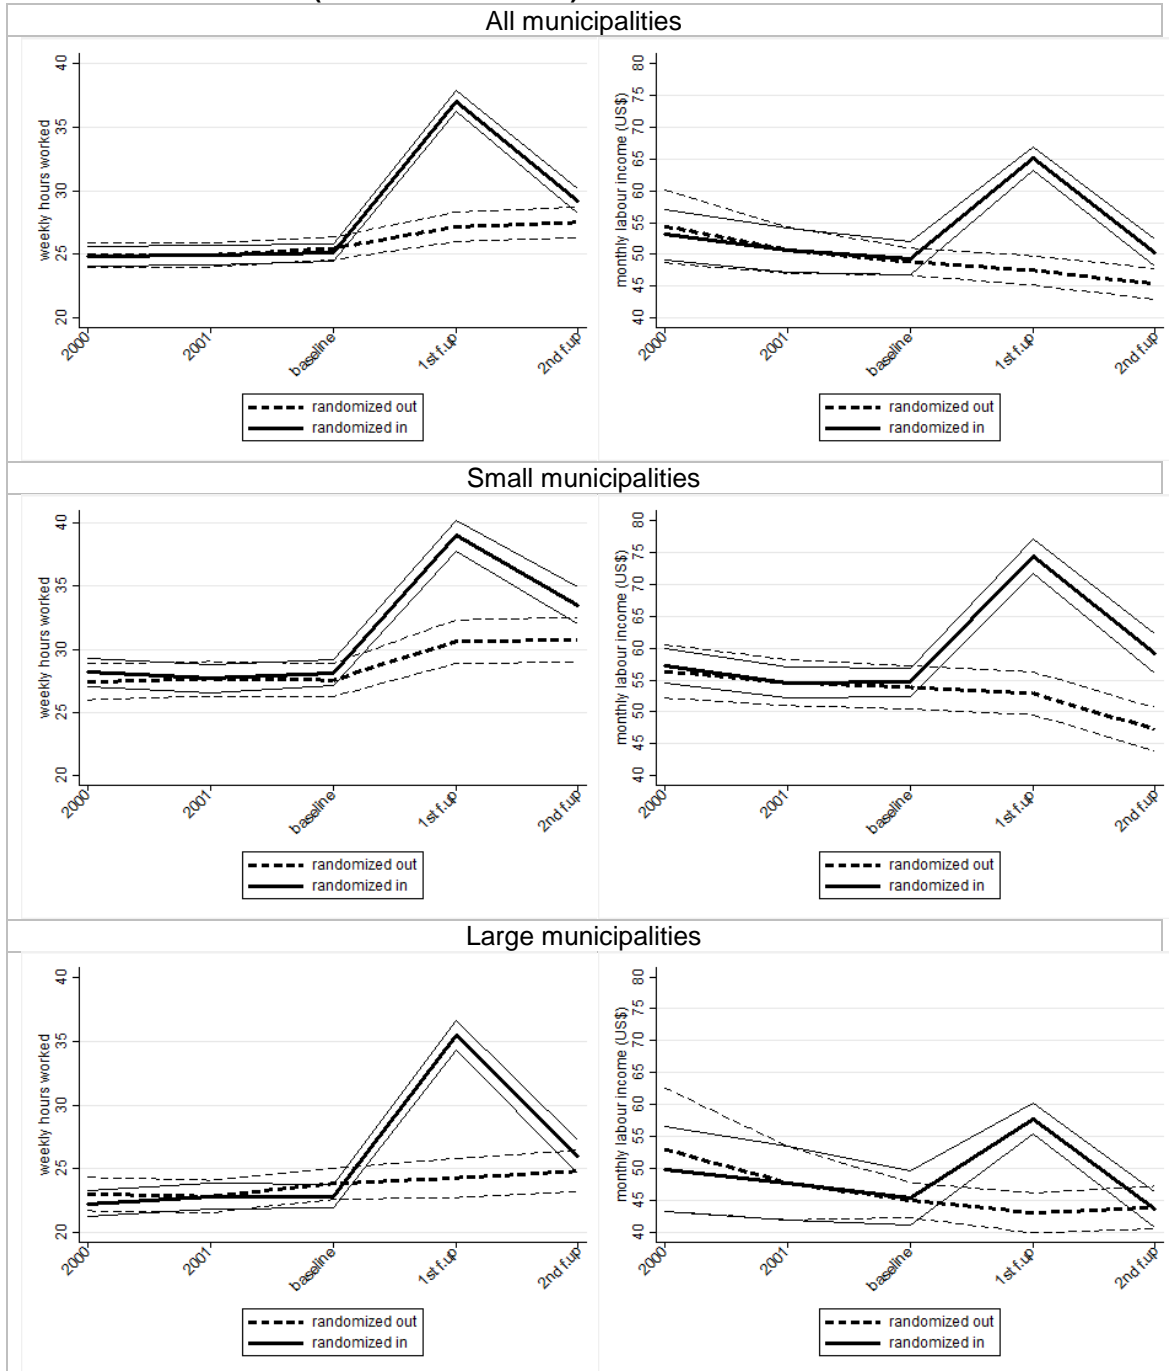 All municipalities
weekly hours worked
40
35
30
25
20
2000
2001
baseline
1st f.up
2nd f.up
randomized out
randomized in
monthly labour income (US$)
80
75
70
65
60
55
50
45
40
2000
2001
baseline
1st f.up
2nd f.up
randomized out
randomized in
Small municipalities
weekly hours worked
40
35
30
25
20
2000
2001
baseline
1st f.up
2nd f.up
randomized out
randomized in
monthly labour income (US$)
80
75
70
65
60
55
50
45
40
2000
2001
baseline
1st f.up
2nd f.up
randomized out
randomized in
Large municipalities
weekly hours worked
40
35
30
25
20
2000
2001
baseline
1st f.up
2nd f.up
randomized out
randomized in
monthly labour income (US$)
80
75
70
65
60
55
50
45
40
2000
2001
baseline
1st f.up
2nd f.up
randomized out
randomized in